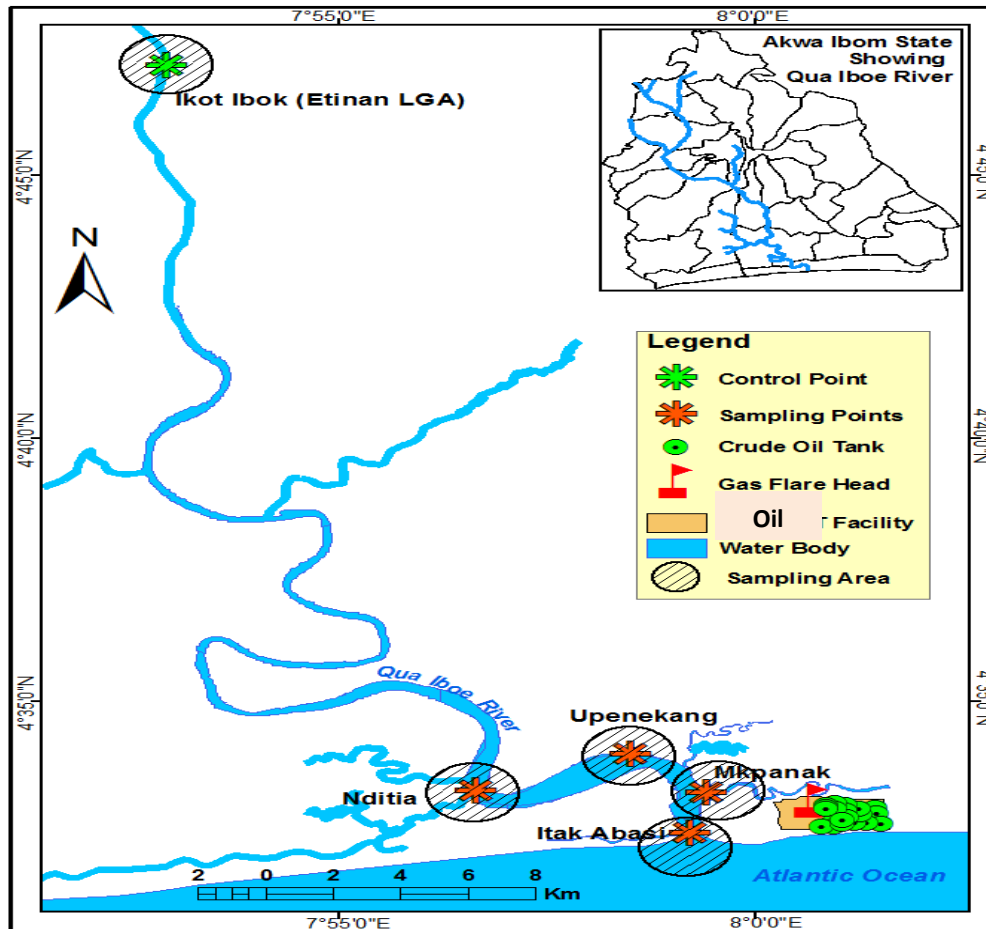 7°55'0"E 8°0'0"E
Akwa Ibom State
Showing
Qua Iboe River
Ikot Ibok (Etinan LGA)
4°45'0"N 4°45'0"N
N
Legend
Control Point
Sampling Points
Crude Oil Tank
Gas Flare Head
Oil T Facility
Water Body
Sampling Area
4°40'0"N 4°40'0"N
Qua Iboe River
4°35'0"N 4°35'0"N
Upenekang
Mkpanak
Nditia
Itak Abasi
2 0 2 4 6 8
Km
Atlantic Ocean
7°55'0"E 8°0'0"E